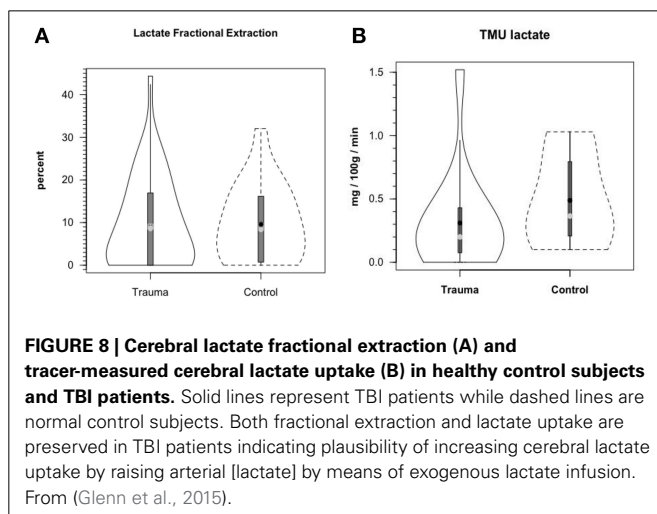 A
Lactate Fractional Extraction
percent
40
30
20
10
0
Trauma
Control
B
TMU lactate
mg / 100g / min
1.5
1.0
0.5
0.0
Trauma
Control
FIGURE 8 | Cerebral lactate fractional extraction (A) and
tracer-measured cerebral lactate uptake (B) in healthy control subjects
and TBI patients. Solid lines represent TBI patients while dashed lines are
normal control subjects. Both fractional extraction and lactate uptake are
preserved in TBI patients indicating plausibility of increasing cerebral lactate
uptake by raising arterial [lactate] by means of exogenous lactate infusion.
From (Glenn et al., 2015).